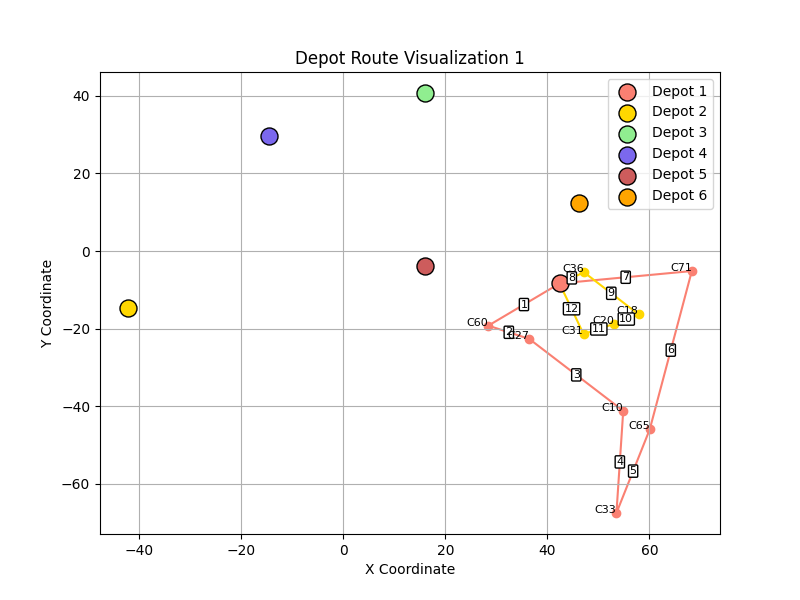 Depot Route Visualization 1
Depot 1
Depot 2
Depot 3
Depot 4
Depot 5
Depot 6
Y Coordinate
40
20
0
−20
−40
−60
C36
C71
8
7
9
1
12
C60
C18
10
C20
11
C31
2
C27
6
3
C10
C65
4
5
C33
−40
−20
0
20
40
60
X Coordinate